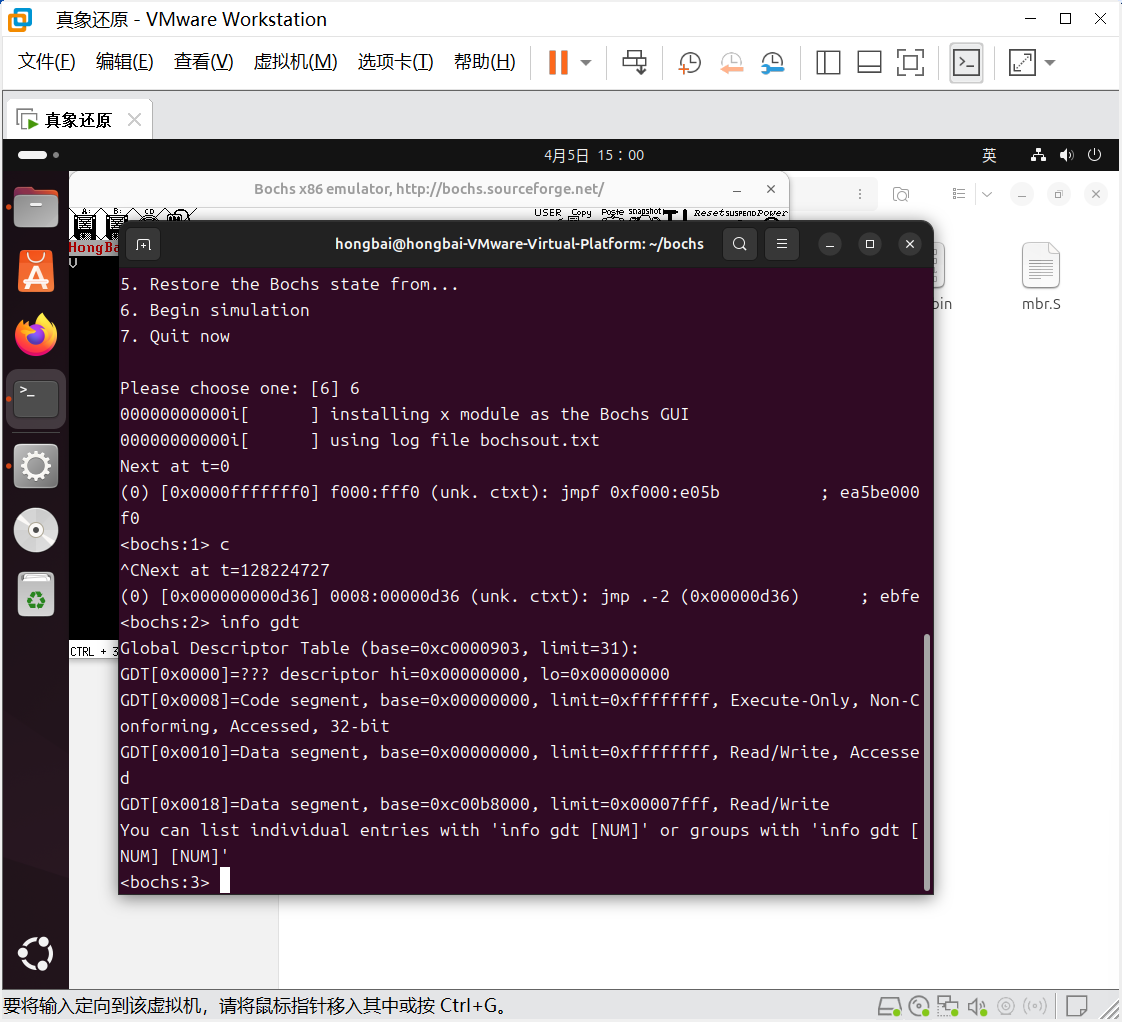 真象还原 - VMware Workstation
文件(F) 编辑(E) 查看(V) 虚拟机(M) 选项卡(T) 帮助(H)
真象还原
4月5日 15：00
英
Bochs x86 emulator, http://bochs.sourceforge.net/
A: B: CD
USER Copy Poste snapshot Reset SUSPEND Power
HongBa
V
hongbai@hongbai-VMware-Virtual-Platform: ~/bochs
bin
mbr.S
5. Restore the Bochs state from...
6. Begin simulation
7. Quit now
Please choose one: [6] 6
00000000000i[      ] installing x module as the Bochs GUI
00000000000i[      ] using log file bochsout.txt
Next at t=0
(0) [0x0000fffffff0] f000:fff0 (unk. ctxt): jmpf 0xf000:e05b          ; ea5be000
f0
<bochs:1> c
^CNext at t=128224727
(0) [0x000000000d36] 0008:00000d36 (unk. ctxt): jmp .-2 (0x00000d36)      ; ebfe
<bochs:2> info gdt
Global Descriptor Table (base=0xc0000903, limit=31):
GDT[0x0000]=??? descriptor hi=0x00000000, lo=0x00000000
GDT[0x0008]=Code segment, base=0x00000000, limit=0xffffffff, Execute-Only, Non-C
onforming, Accessed, 32-bit
GDT[0x0010]=Data segment, base=0x00000000, limit=0xffffffff, Read/Write, Accesse
d
GDT[0x0018]=Data segment, base=0xc00b8000, limit=0x00007fff, Read/Write
You can list individual entries with 'info gdt [NUM]' or groups with 'info gdt [
NUM] [NUM]'
<bochs:3>
CTRL + 3
要将输入定向到该虚拟机，请将鼠标指针移入其中或按 Ctrl+G。